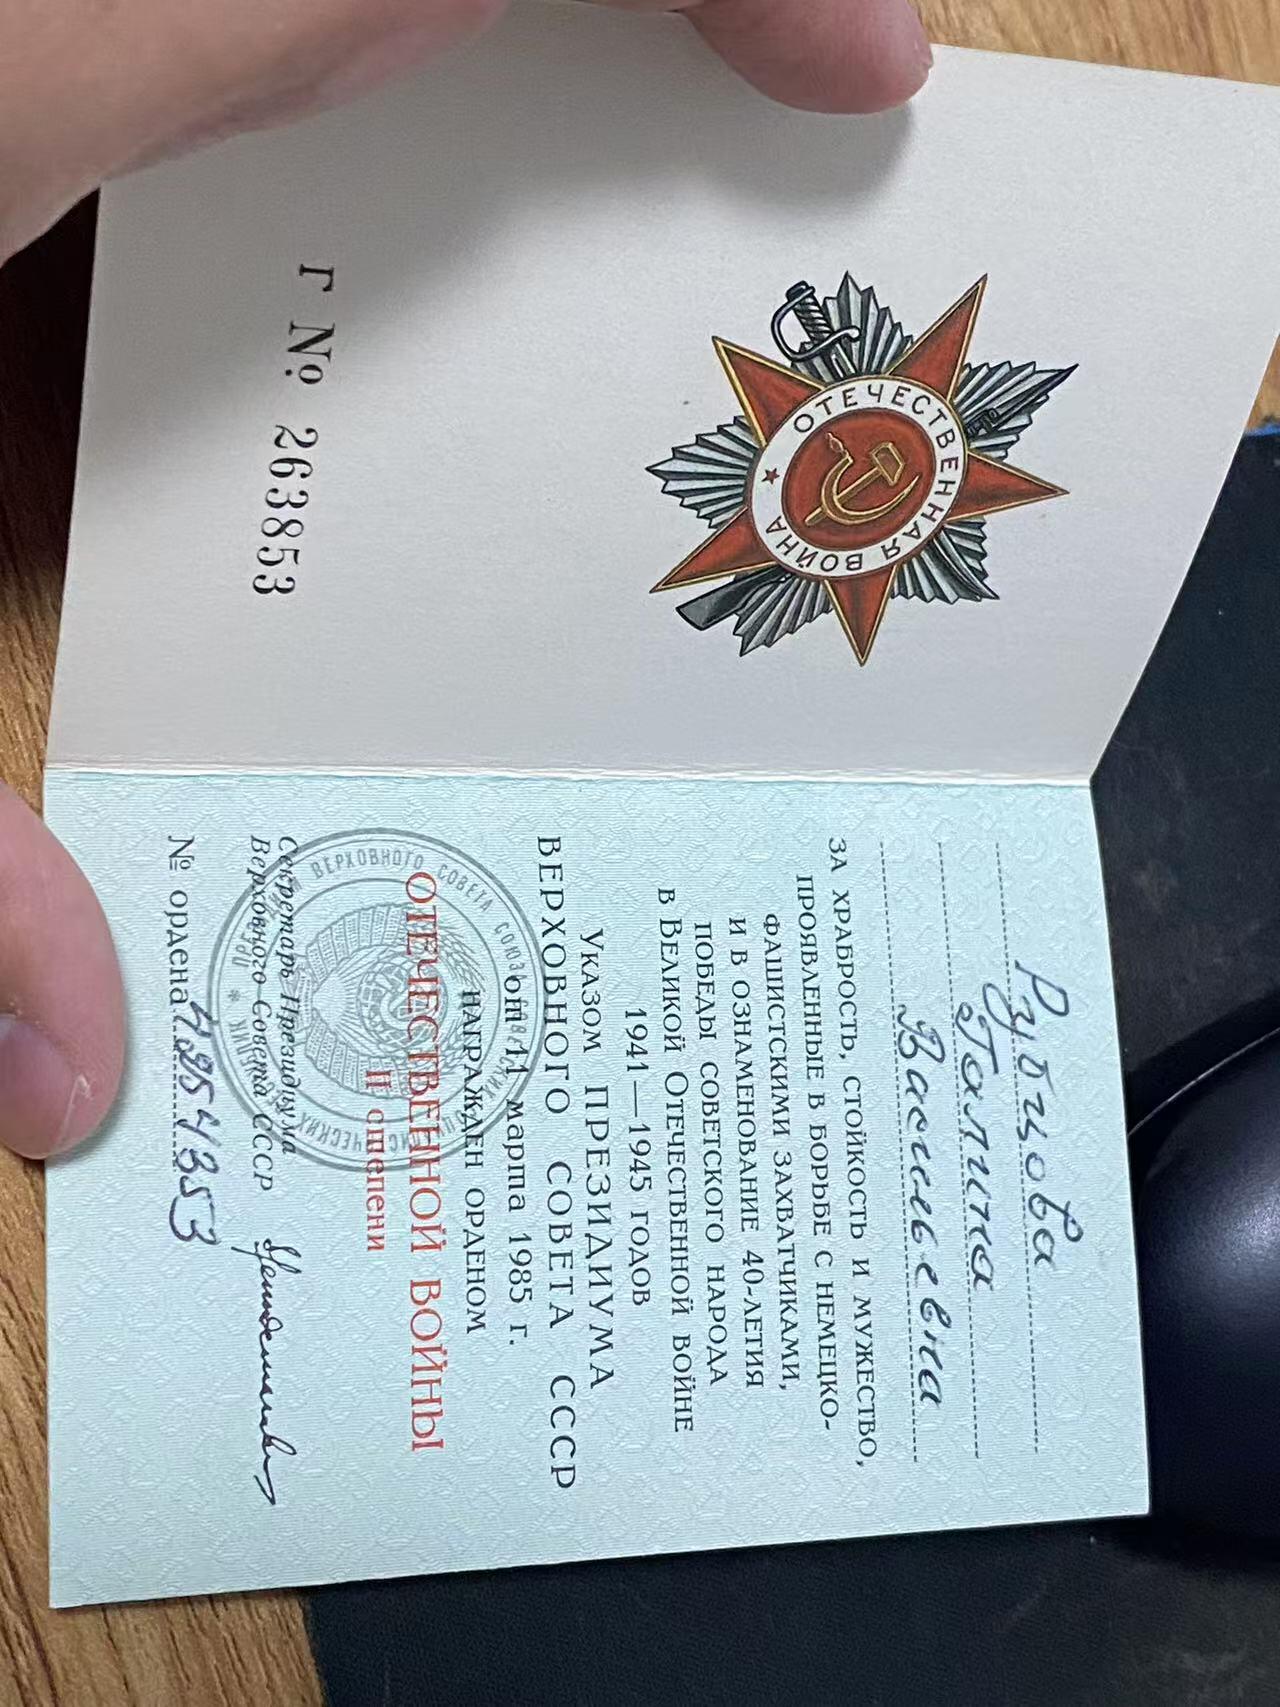 ОТЕЧЕСТВЕННАЯ ВОЙНА
Г № 263853
Рубцова
Галина
Васильевна
ЗА ХРАБРОСТЬ, СТОЙКОСТЬ И МУЖЕСТВО,
ПРОЯВЛЕННЫЕ В БОРЬБЕ С НЕМЕЦКО-
ФАШИСТСКИМИ ЗАХВАТЧИКАМИ,
И В ОЗНАМЕНОВАНИЕ 40-ЛЕТИЯ
ПОБЕДЫ СОВЕТСКОГО НАРОДА
В ВЕЛИКОЙ ОТЕЧЕСТВЕННОЙ ВОЙНЕ
1941—1945 ГОДОВ
УКАЗОМ ПРЕЗИДИУМА
ВЕРХОВНОГО СОВЕТА СССР
от 11 марта 1985 г.
НАГРАЖДЕН ОРДЕНОМ
ОТЕЧЕСТВЕННОЙ ВОЙНЫ
II степени
Секретарь Президиума
Верховного Совета СССР
№ ордена 4254353